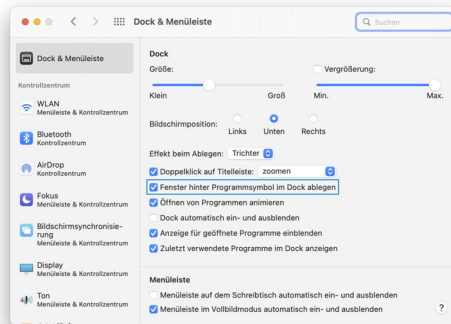 Dock & Menüleiste
Suchen
Dock & Menüleiste
Kontrollzentrum
WLAN
Menüleiste & Kontrollzentrum
Bluetooth
Kontrollzentrum
AirDrop
Kontrollzentrum
Fokus
Menüleiste & Kontrollzentrum
Bildschirmsynchronisie-
rung
Menüleiste & Kontrollzentrum
Display
Menüleiste & Kontrollzentrum
Ton
Menüleiste & Kontrollzentrum
Dock
Größe:
Vergrößerung:
Klein Groß Min. Max.
Bildschirmposition:
Links Unten Rechts
Effekt beim Ablegen: Trichter
Doppelklick auf Titelleiste: zoomen
Fenster hinter Programmsymbol im Dock ablegen
Öffnen von Programmen animieren
Dock automatisch ein- und ausblenden
Anzeige für geöffnete Programme einblenden
Zuletzt verwendete Programme im Dock anzeigen
Menüleiste
Menüleiste auf dem Schreibtisch automatisch ein- und ausblenden
Menüleiste im Vollbildmodus automatisch ein- und ausblenden
?